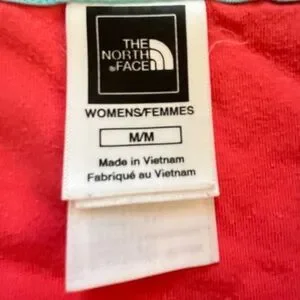 THE
NORTH
FACE
WOMENS/FEMMES
M/M
Made in Vietnam
Fabriqué au Vietnam